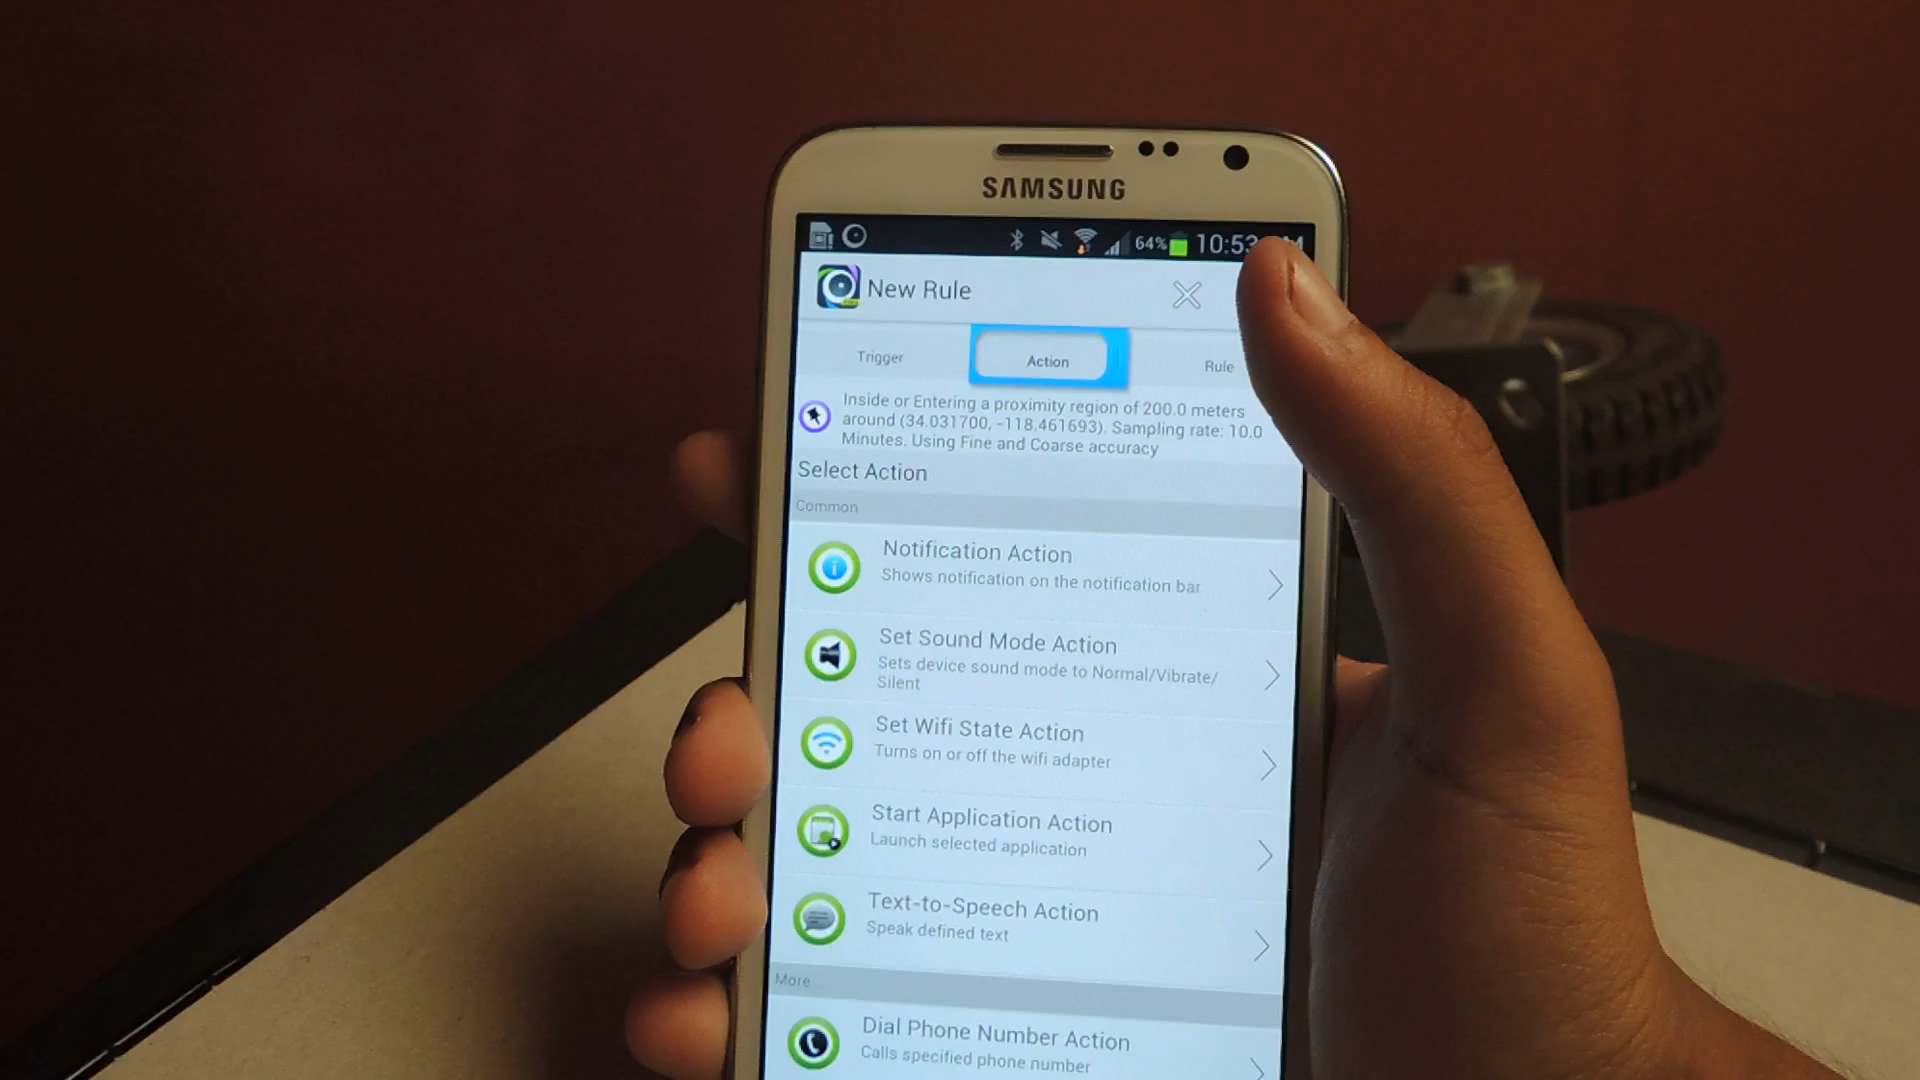 SAMSUNG
64% 10:53
New Rule
Trigger Action Rule
Inside or Entering a proximity region of 200.0 meters
around (34.031700, -118.461693). Sampling rate: 10.0
Minutes. Using Fine and Coarse accuracy
Select Action
Common
Notification Action
Shows notification on the notification bar
Set Sound Mode Action
Sets device sound mode to Normal/Vibrate/
Silent
Set Wifi State Action
Turns on or off the wifi adapter
Start Application Action
Launch selected application
Text-to-Speech Action
Speak defined text
More
Dial Phone Number Action
Calls specified phone number